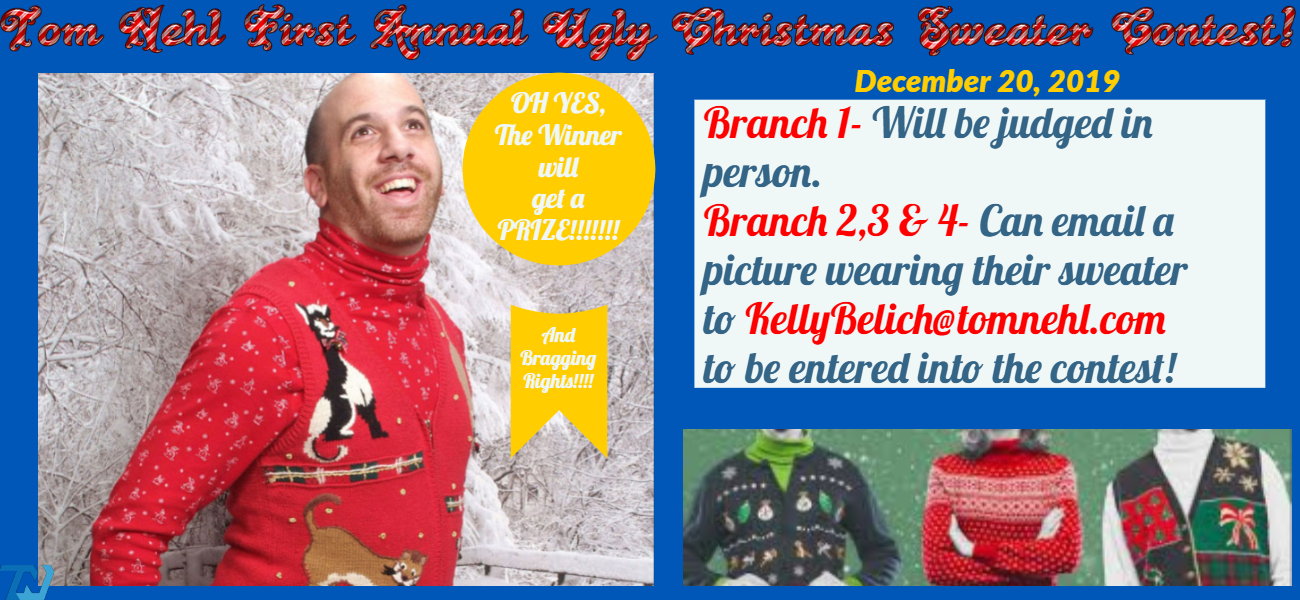 Tom Nehl First Annual Ugly Christmas Sweater Contest!
OH YES,
The Winner
will
get a
PRIZE!!!!!!!
And
Bragging
Rights!!!!
December 20, 2019
Branch 1- Will be judged in
person.
Branch 2,3 & 4- Can email a
picture wearing their sweater
to KellyBelich@tomnehl.com
to be entered into the contest!
TN